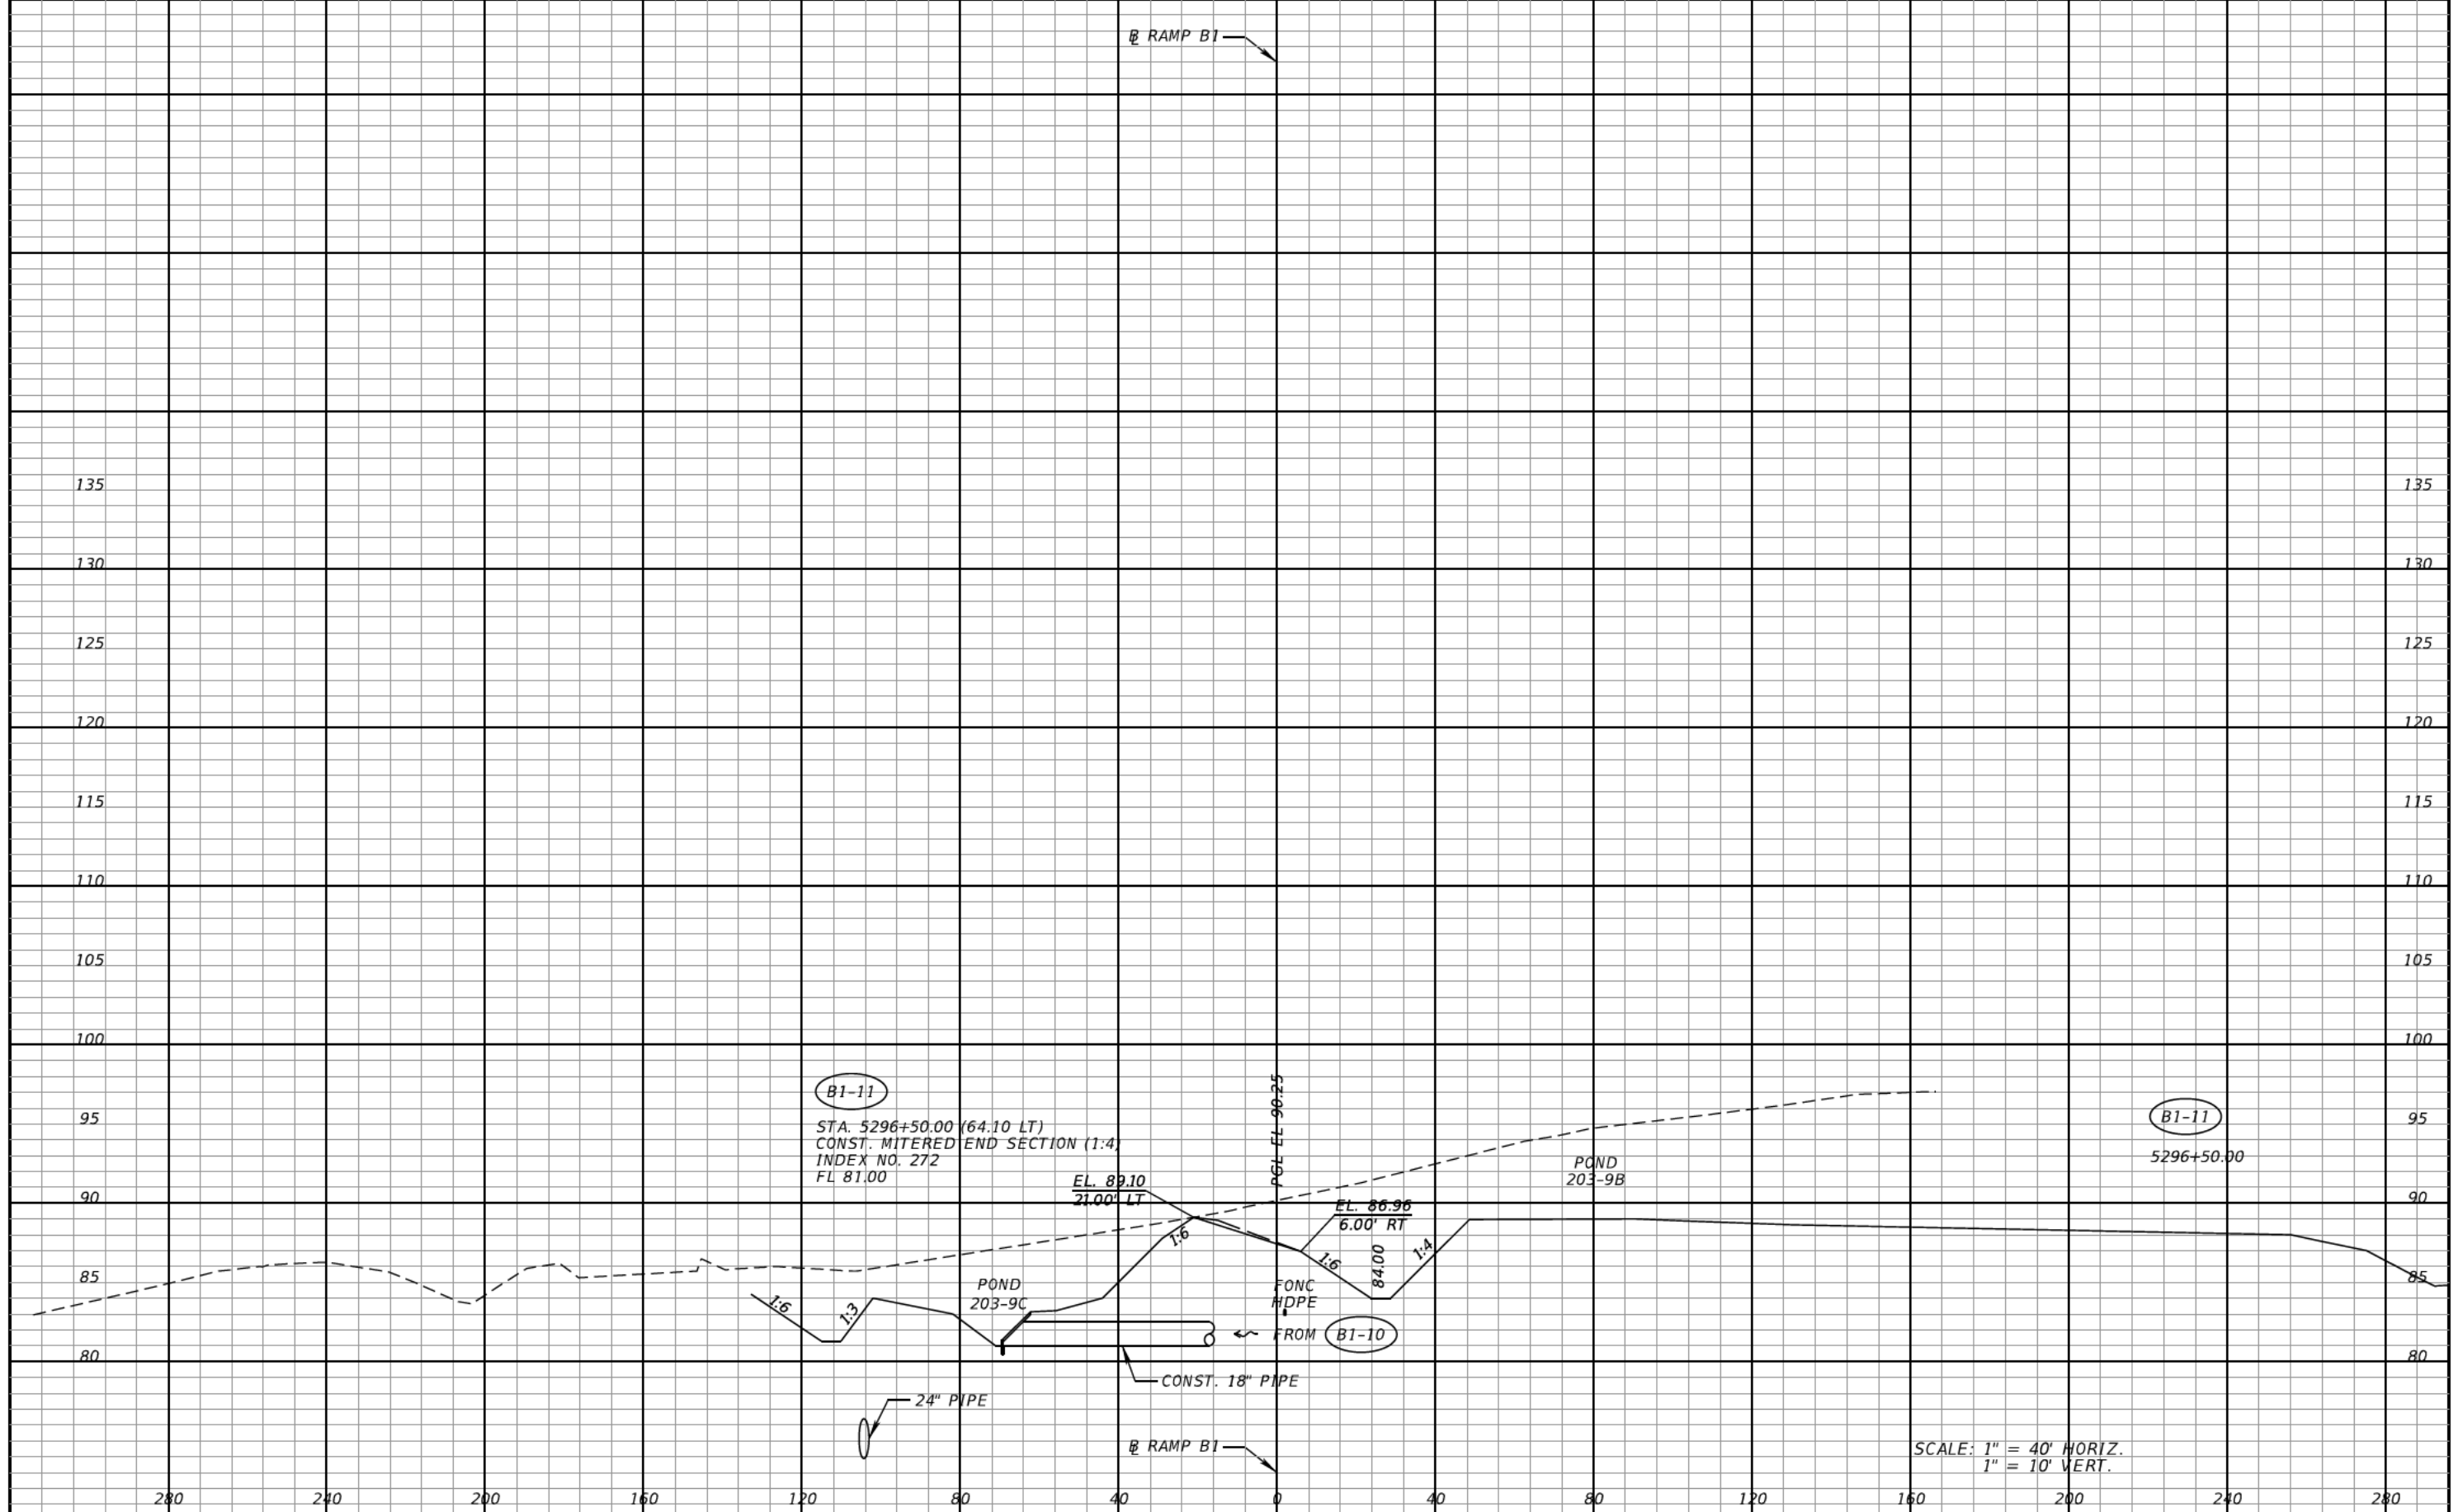 ℄ RAMP B1
135 135
130 130
125 125
120 120
115 115
110 110
105 105
100 100
95 95
90 90
85 85
80 80
B1-11
STA. 5296+50.00 (64.10 LT)
CONST. MITERED END SECTION (1:4)
INDEX NO. 272
FL 81.00
PGL EL 90.25
B1-11
5296+50.00
EL. 89.10
21.00' LT
POND
203-9B
EL. 86.96
6.00' RT
1:6
1:6
84.00
1:4
POND
203-9C
1:6
1:3
FONC
HDPE
FROM B1-10
CONST. 18" PIPE
24" PIPE
RAMP B1
SCALE: 1" = 40' HORIZ.
1" = 10' VERT.
280 240 200 160 120 80 40 0 40 80 120 160 200 240 280